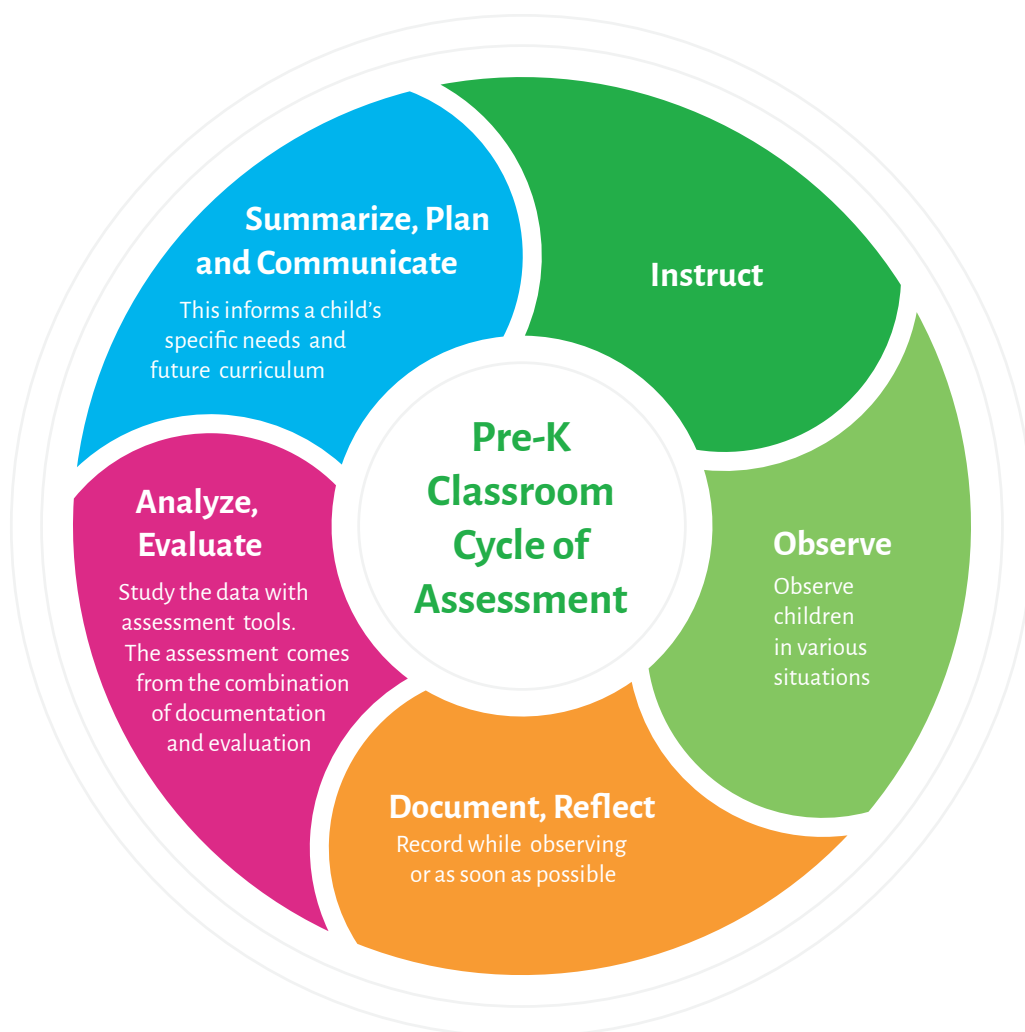 Pre-K
Classroom
Cycle of
Assessment
Instruct
Observe
Observe
children
in various
situations
Document, Reflect
Record while observing
or as soon as possible
Analyze,
Evaluate
Study the data with
assessment tools.
The assessment comes
from the combination
of documentation
and evaluation
Summarize, Plan
and Communicate
This informs a child’s
specific needs and
future curriculum